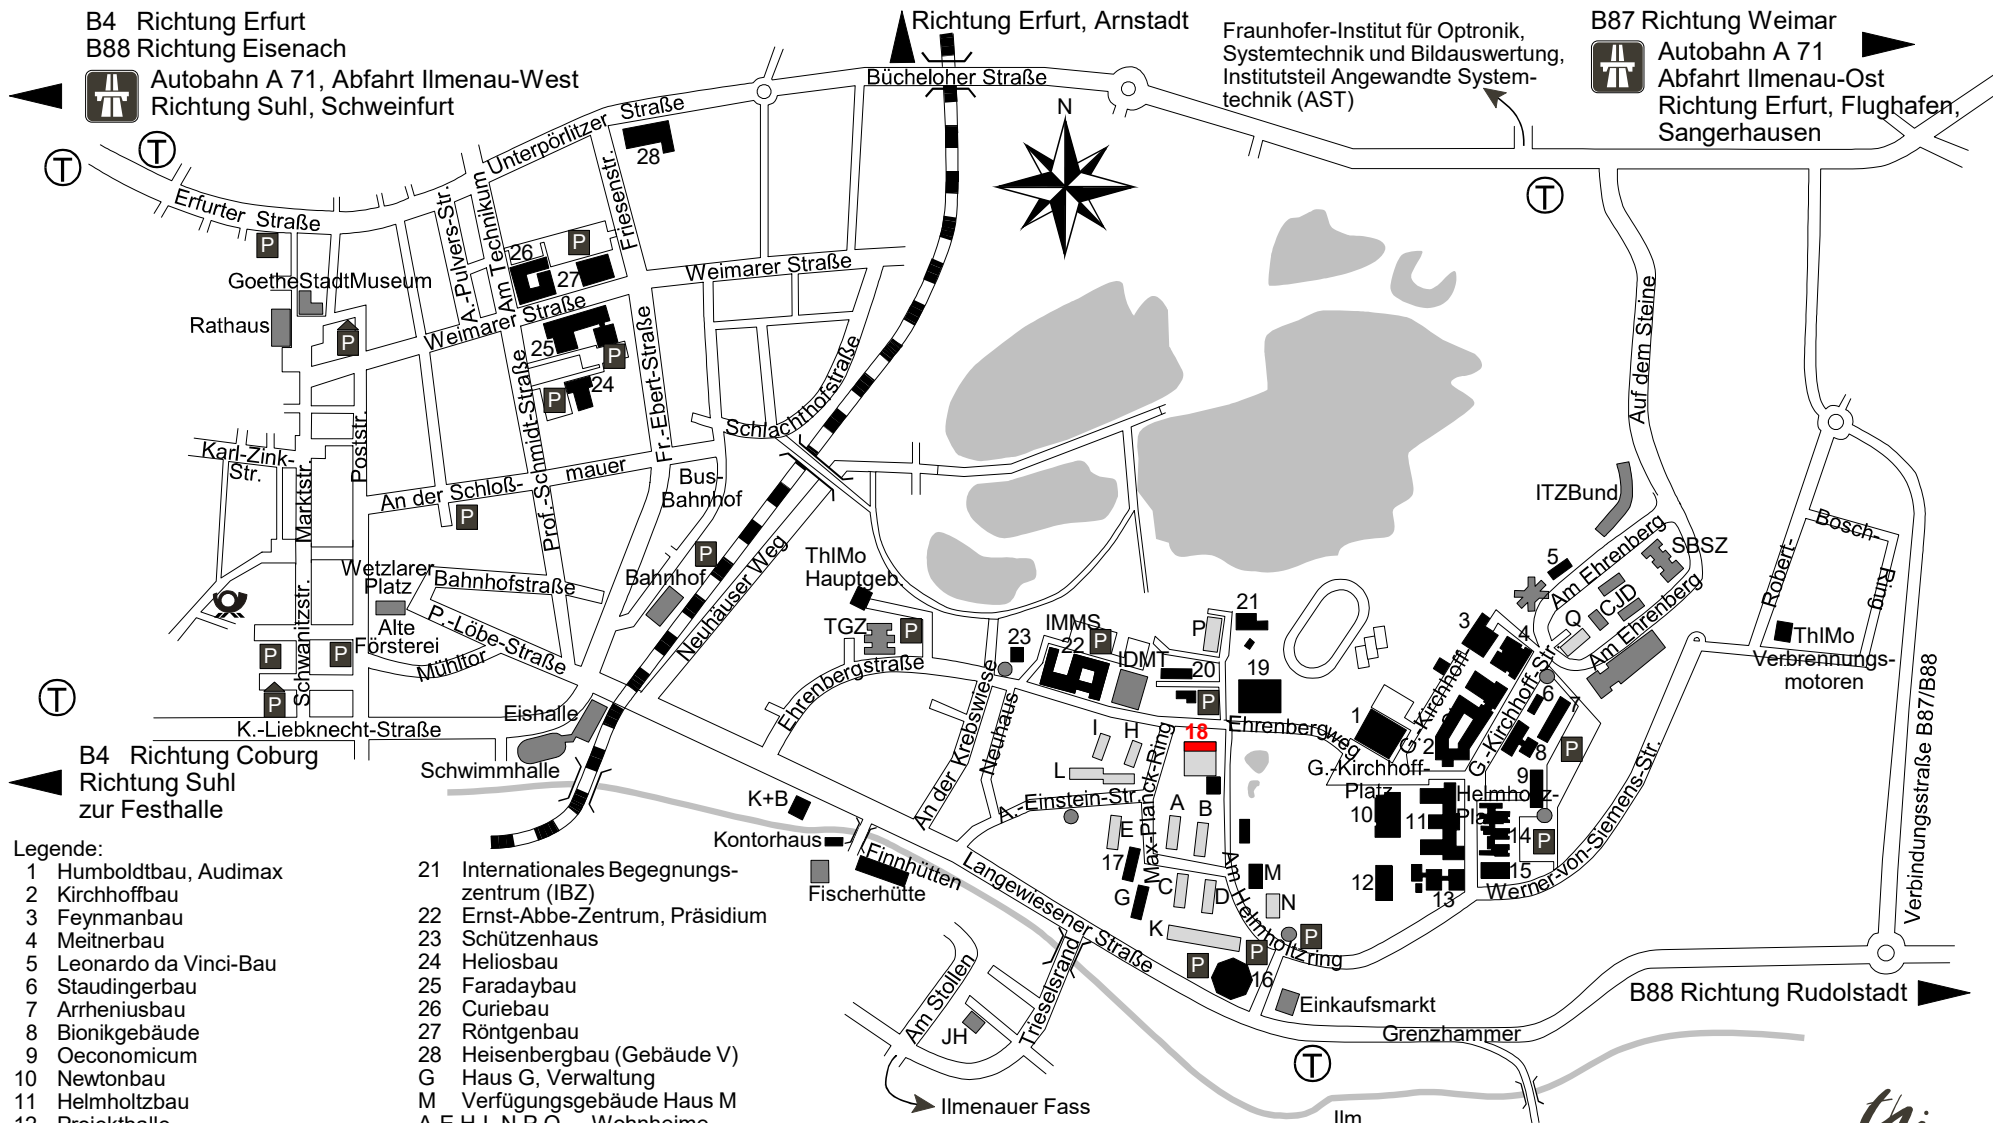 B4 Richtung Erfurt
B88 Richtung Eisenach
Autobahn A 71, Abfahrt Ilmenau-West
Richtung Suhl, Schweinfurt
Richtung Erfurt, Arnstadt
Fraunhofer-Institut für Optronik,
Systemtechnik und Bildauswertung,
Institutsteil Angewandte System-
technik (AST)
B87 Richtung Weimar
Autobahn A 71
Abfahrt Ilmenau-Ost
Richtung Erfurt, Flughafen,
Sangerhausen
Bücheloher Straße
N
T
T
T
Unterpörlitzer Straße
28
Friesenstr.
Erfurter Straße
P
A.-Pulvers-Str.
Am Technikum
26
P
27
Weimarer Straße
GoetheStadtMuseum
Rathaus
P
Weimarer Straße
25
P
24
P
Prof.-Schmidt-Straße
Fr.-Ebert-Straße
Schlachthofstraße
Auf dem Steine
Karl-Zink-
Str.
Marktstr.
Poststr.
An der Schloß-
mauer
P
Bus-
Bahnhof
P
Neuhäuser Weg
ThIMo
Hauptgeb.
ITZBund
Bosch-
Ring
Robert-
SBSZ
5
Am Ehrenberg
CJD
Q
Am Ehrenberg
Wetzlarer
Platz
Bahnhofstraße
Bahnhof
P.-Löbe-Straße
Alte
Försterei
Mühltor
Schwanitzstr.
P
P
P
T
TGZ
P
Ehrenbergstraße
23
IMMS
22
P
IDMT
P
21
20
19
P
3
4
ThIMo
Verbrennungs-
motoren
Verbindungsstraße B87/B88
K.-Liebknecht-Straße
Eishalle
Schwimmhalle
B4 Richtung Coburg
Richtung Suhl
zur Festhalle
An der Krebswiese
Neuhaus
I
H
L
18
Ehrenbergweg
1
G.-Kirchhoff-
G.-Kirchhoff-Str.
2
6
7
8
P
9
G.-Kirchhoff-
Platz
Helmholz-
10
11
14
P
15
12
13
Werner-von-Siemens-Str.
K+B
Kontorhaus
Finnhütten
Fischerhütte
A.-Einstein-Str.
Max-Planck-Ring
A
B
E
17
C
D
G
K
M
N
Am Helmholtzring
P
P
P
16
Langewiesener Straße
Einkaufsmarkt
Am Stollen
Trieselsrand
JH
Ilmenauer Fass
Grenzhammer
T
Ilm
B88 Richtung Rudolstadt
Legende:
1 Humboldtbau, Audimax
2 Kirchhoffbau
3 Feynmanbau
4 Meitnerbau
5 Leonardo da Vinci-Bau
6 Staudingerbau
7 Arrheniusbau
8 Bionikgebäude
9 Oeconomicum
10 Newtonbau
11 Helmholtzbau
12 Projekthalle
21 Internationales Begegnungs-
zentrum (IBZ)
22 Ernst-Abbe-Zentrum, Präsidium
23 Schützenhaus
24 Heliosbau
25 Faradaybau
26 Curiebau
27 Röntgenbau
28 Heisenbergbau (Gebäude V)
G Haus G, Verwaltung
M Verfügungsgebäude Haus M